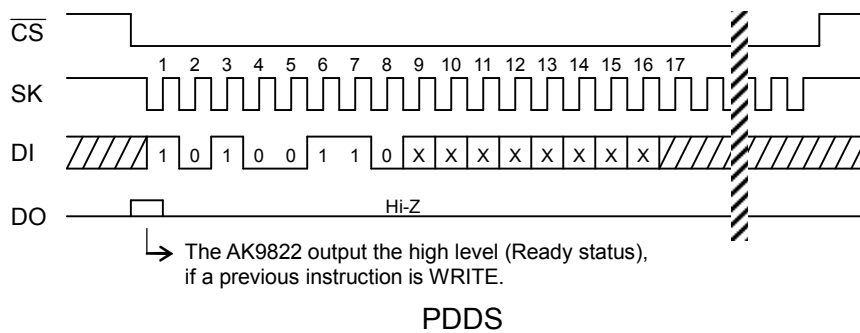 CS
1 2 3 4 5 6 7 8 9 10 11 12 13 14 15 16 17
SK
DI
1 0 1 0 0 1 1 0 X X X X X X X X
DO
Hi-Z
The AK9822 output the high level (Ready status),
if a previous instruction is WRITE.
PDDS